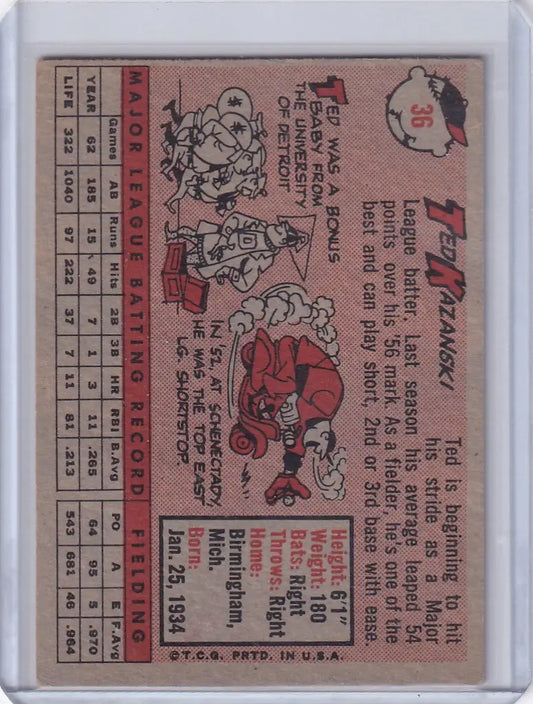 36
TED KAZANSKI
Ted is beginning to hit
his stride as a Major
League batter. Last season his average leaped 54
points over his '56 mark. As a fielder, he's one of the
best and can play short, 2nd or 3rd base with ease.
TED WAS A BONUS
BABY FROM
THE UNIVERSITY
OF DETROIT
$
$
D
IN '52, AT SCHENECTADY,
HE WAS THE TOP EAST.
LG. SHORTSTOP.
Height: 6'1"
Weight: 180
Bats: Right
Throws: Right
Home:
Birmingham,
Mich.
Born:
Jan. 25, 1934
MAJOR LEAGUE BATTING RECORD FIELDING
Games AB Runs Hits 2B 3B HR RBI B.Avg PO A E F.Avg
YEAR 62 185 15 49 7 1 3 11 .265 64 95 5 .970
LIFE 322 1040 97 222 37 7 11 81 .213 543 681 46 .964
©T.C.G. PRTD. IN U.S.A.